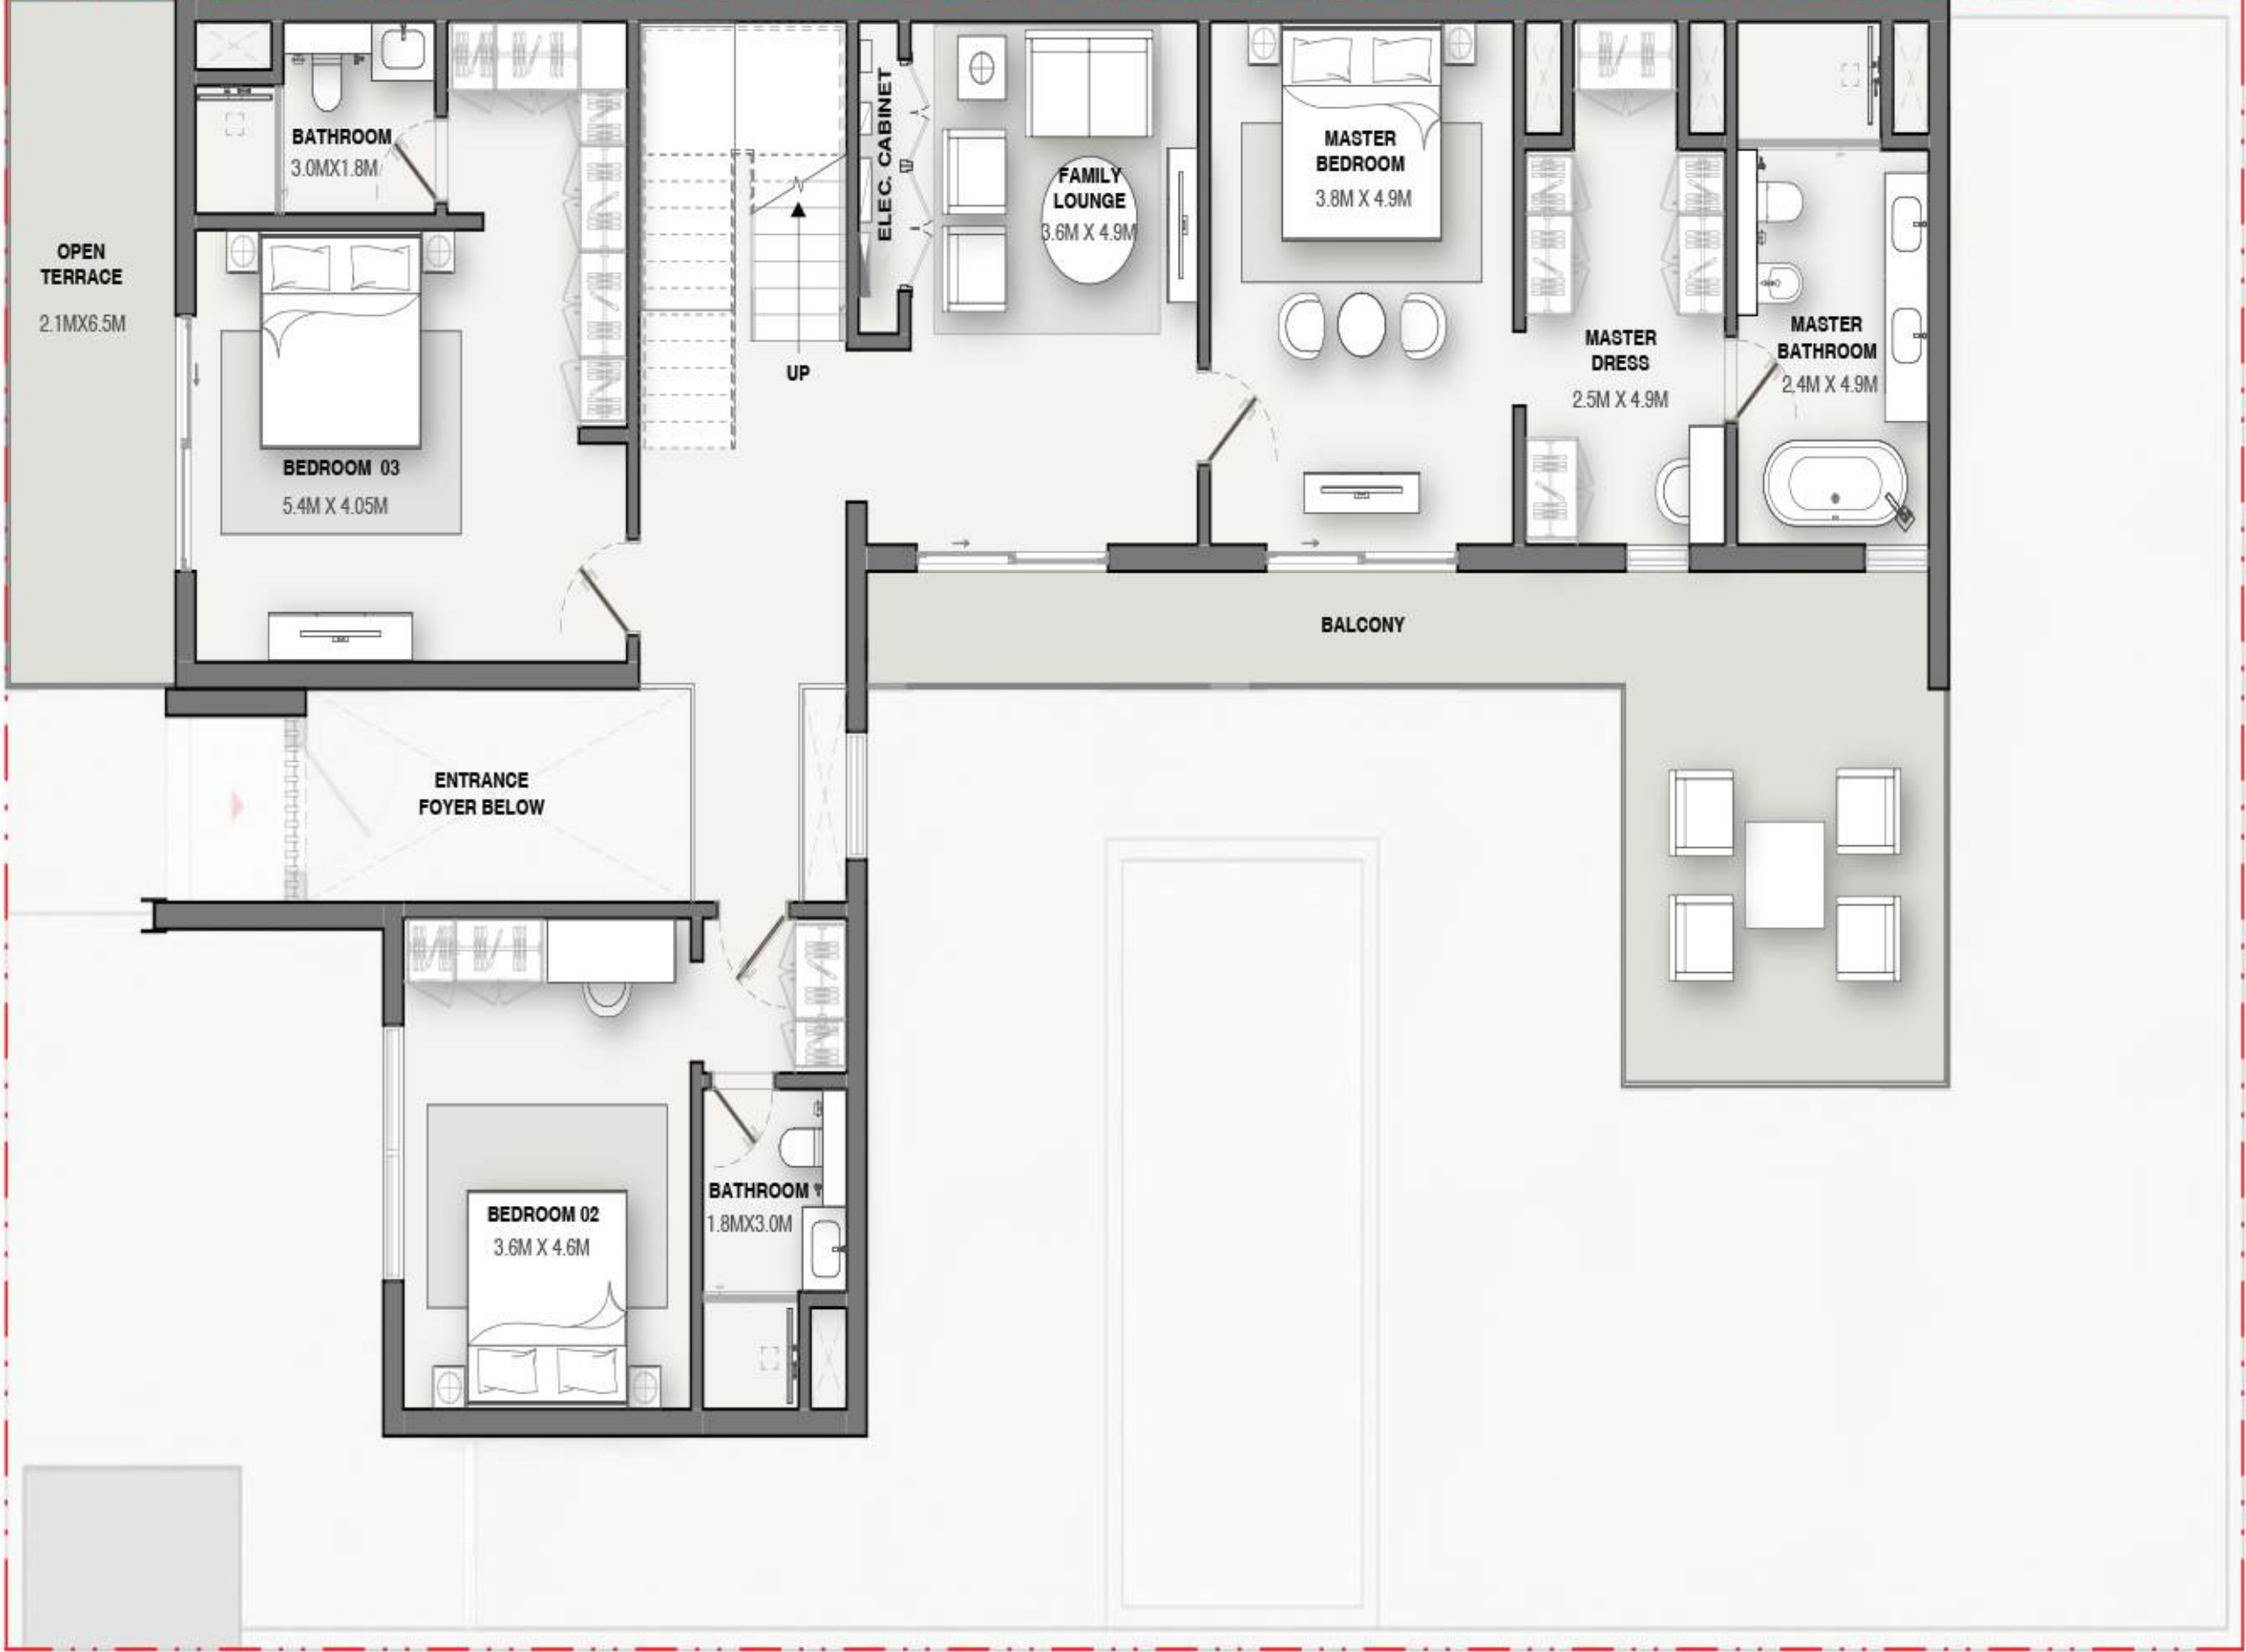 BATHROOM
3.0MX1.8M
ELEC. CABINET
FAMILY
LOUNGE
3.6M X 4.9M
MASTER
BEDROOM
3.8M X 4.9M
OPEN
TERRACE
2.1MX6.5M
UP
MASTER
DRESS
2.5M X 4.9M
MASTER
BATHROOM
2.4M X 4.9M
BEDROOM 03
5.4M X 4.05M
BALCONY
ENTRANCE
FOYER BELOW
BEDROOM 02
3.6M X 4.6M
BATHROOM
1.8MX3.0M